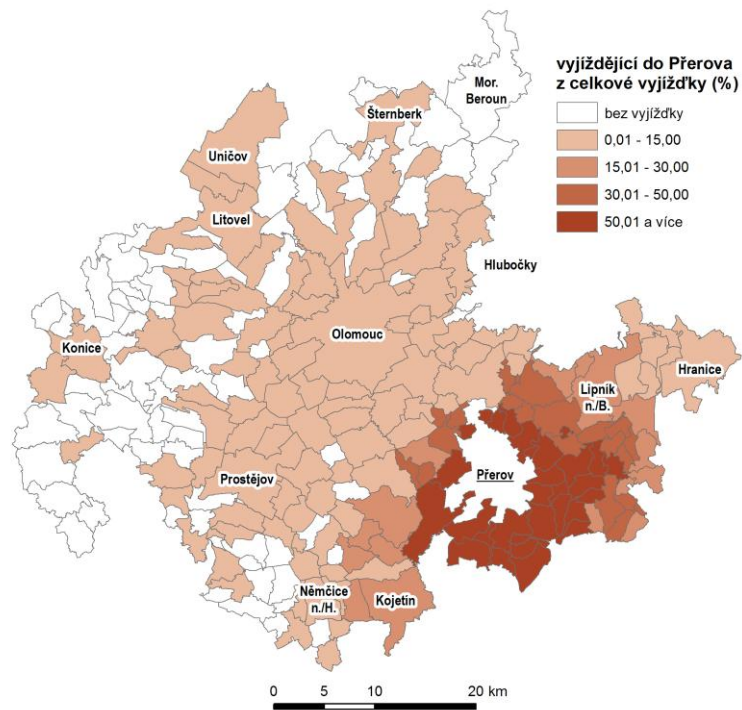 vyjíždějící do Přerova
z celkové vyjížďky (%)
bez vyjížďky
0,01 - 15,00
15,01 - 30,00
30,01 - 50,00
50,01 a více
Mor.
Beroun
Šternberk
Uničov
Litovel
Hlubočky
Olomouc
Konice
Hranice
Lipník
n./B.
Přerov
Prostějov
Němčice
n./H.
Kojetín
0 5 10 20 km